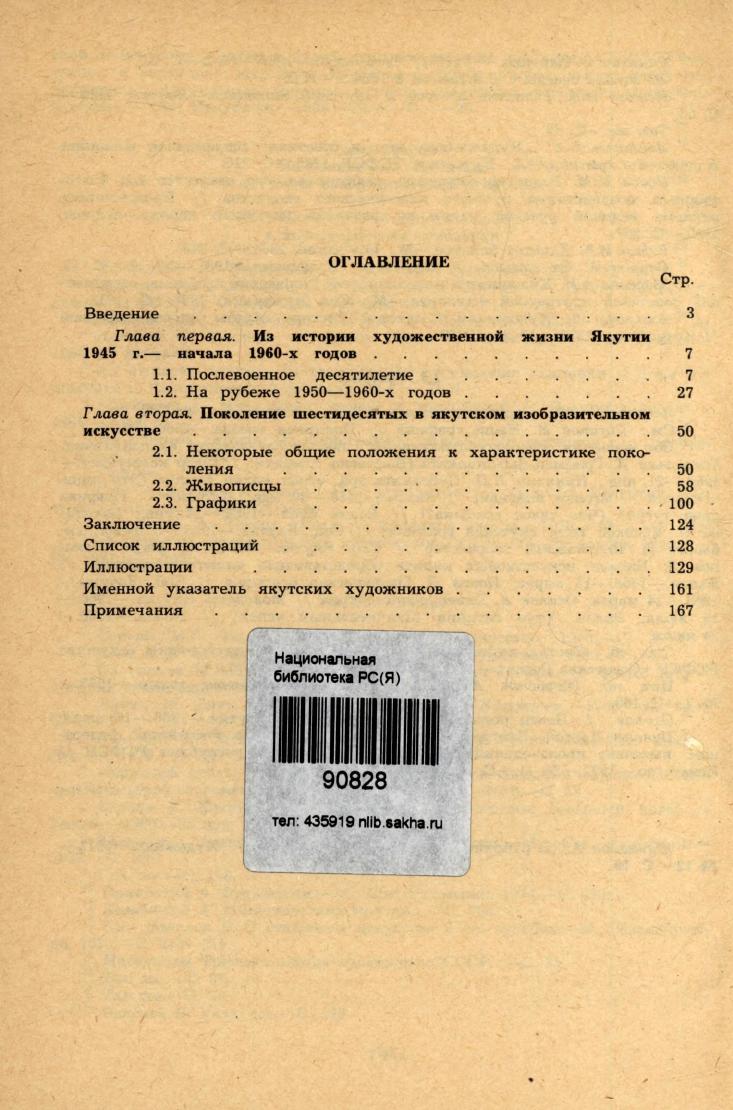 ОГЛАВЛЕНИЕ
Стр.
Введение . . . . . . . . . . . . . . . 3
Глава первая. Из истории художественной жизни Якутии
1945 г.— начала 1960-х годов . . . . . . . . . 7
1.1. Послевоенное десятилетие . . . . . . . 7
1.2. На рубеже 1950—1960-х годов . . . . . . 27
Глава вторая. Поколение шестидесятых в якутском изобразительном
искусстве . . . . . . . . . . . . . . 50
2.1. Некоторые общие положения к характеристике поко-
ления . . . . . . . . . . . 50
2.2. Живописцы . . . . . . . . . . 58
2.3. Графики . . . . . . . . . . 100
Заключение . . . . . . . . . . . . . 124
Список иллюстраций . . . . . . . . . . . 128
Иллюстрации . . . . . . . . . . . . 129
Именной указатель якутских художников . . . . . . 161
Примечания . . . . . . . . . . . . . 167
Национальная
библиотека РС(Я)
90828
тел: 435919 nlib.sakha.ru